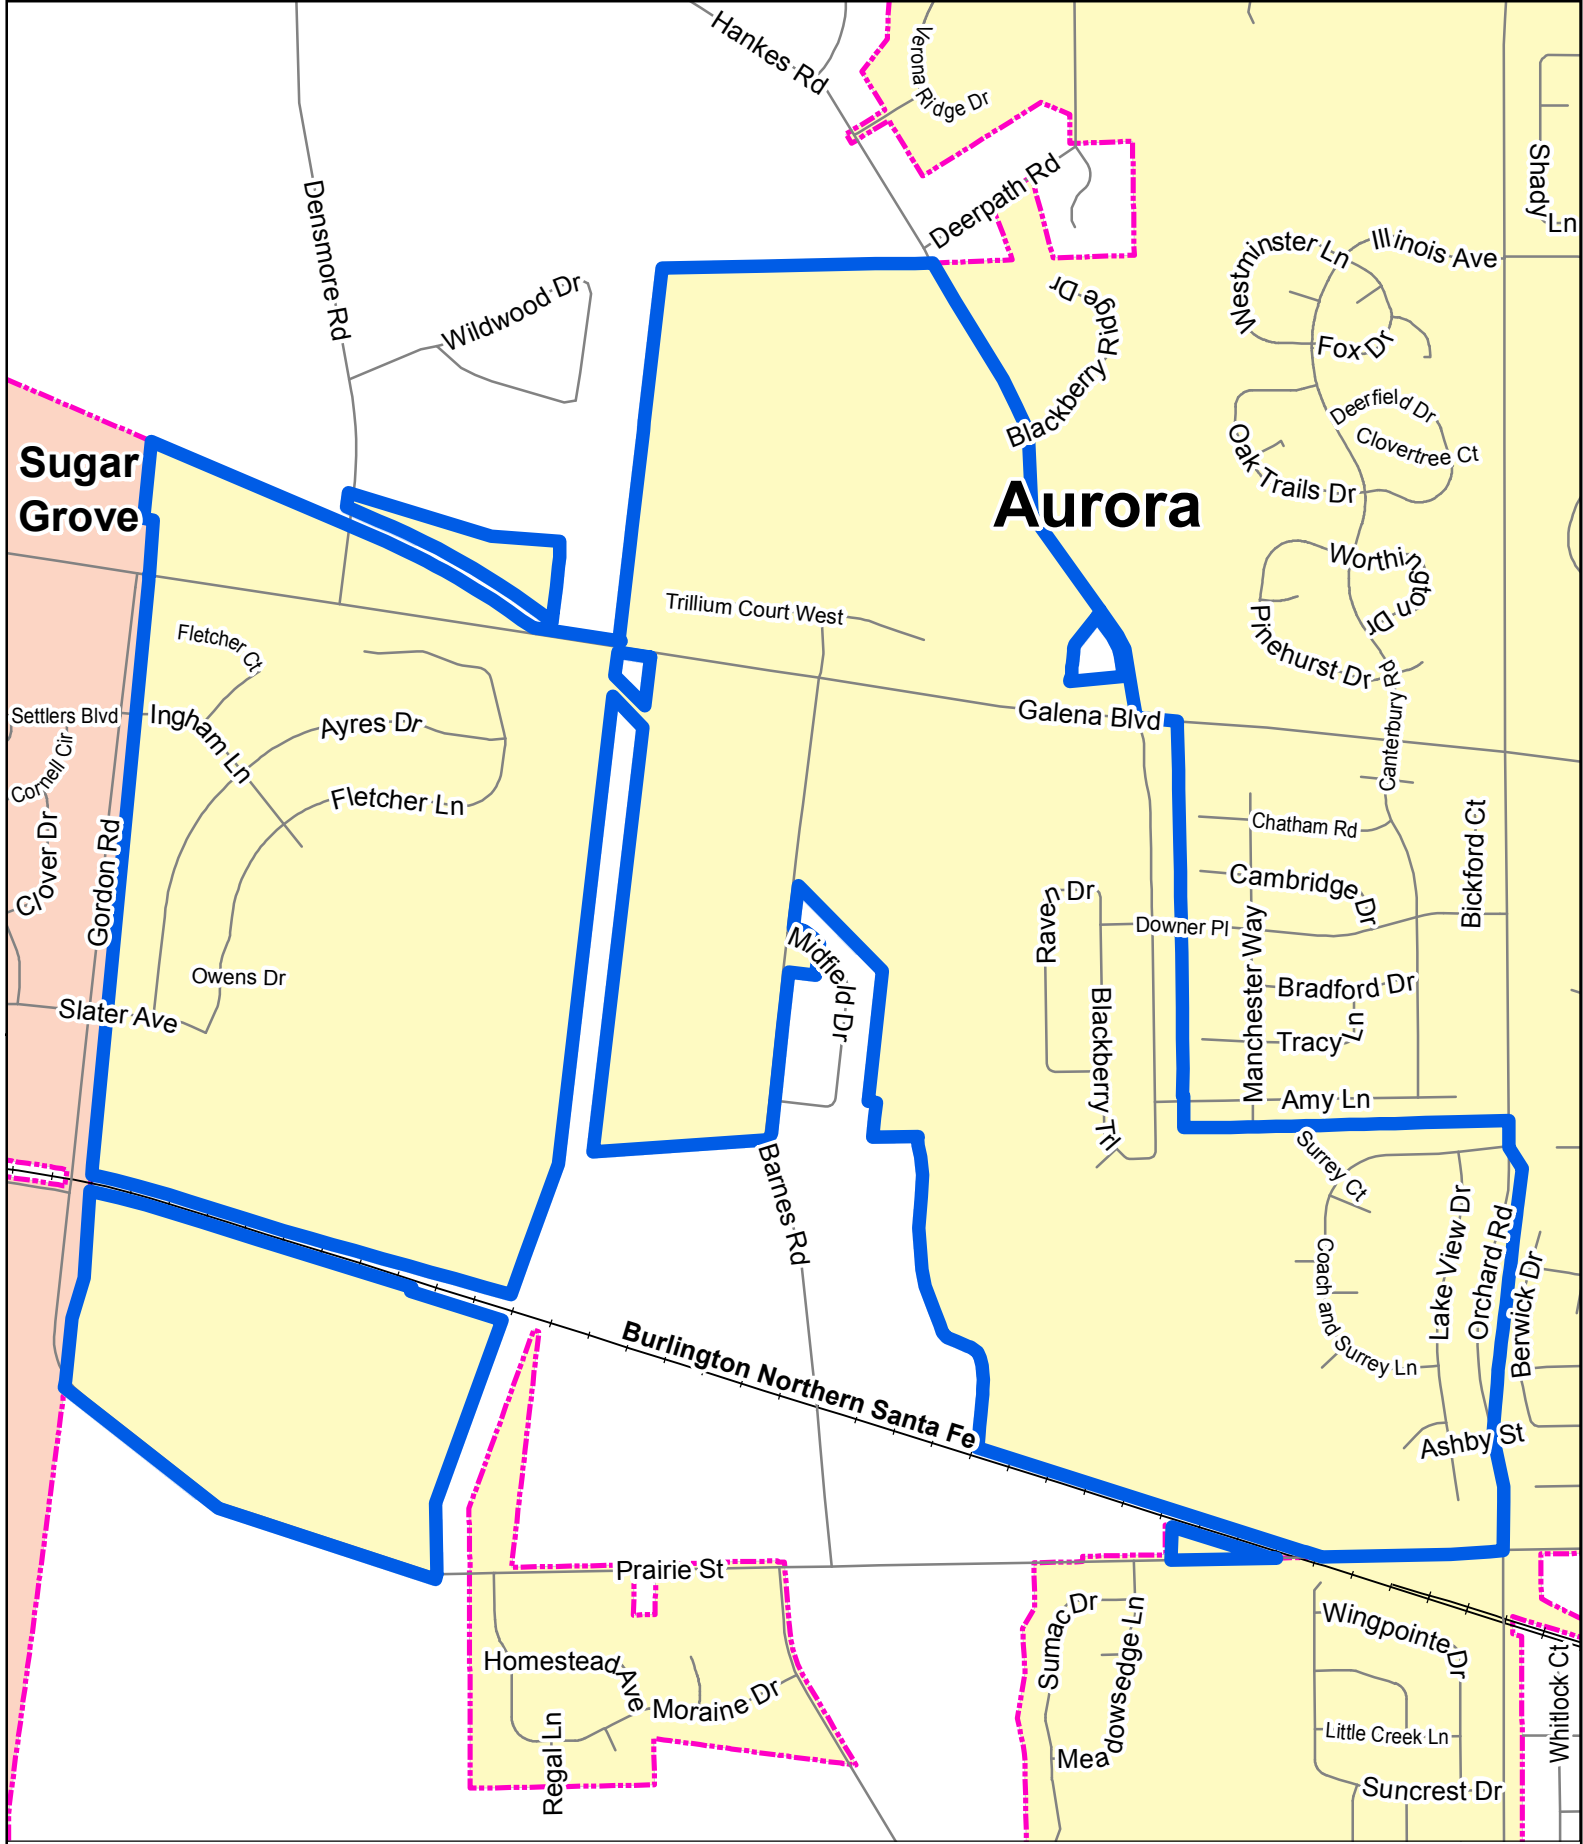 Hankes Rd
Verona Ridge Dr
Deerpath Rd
Densmore Rd
Wildwood Dr
Shady Ln
Westminster Ln
Illinois Ave
Fox Dr
Blackberry Ridge Dr
Deerfield Dr
Clovertree Ct
Oak Trails Dr
Sugar
Grove
Aurora
Worthington Dr
Pinehurst Dr
Trillium Court West
Fletcher Ct
Settlers Blvd
Ingham Ln
Ayres Dr
Galena Blvd
Canterbury Rd
Cornell Cir
Fletcher Ln
Clover Dr
Gordon Rd
Chatham Rd
Bickford Ct
Cambridge Dr
Raven Dr
Downer Pl
Manchester Way
Midfield Dr
Owens Dr
Bradford Dr
Slater Ave
Blackberry Trl
Tracy Ln
Amy Ln
Surrey Ct
Barnes Rd
Coach and Surrey Ln
Lake View Dr
Orchard Rd
Berwick Dr
Burlington Northern Santa Fe
Ashby St
Prairie St
Sumac Dr
Meadowsedge Ln
Wingpointe Dr
Homestead Ave
Moraine Dr
Regal Ln
Little Creek Ln
Whitlock Ct
Suncrest Dr